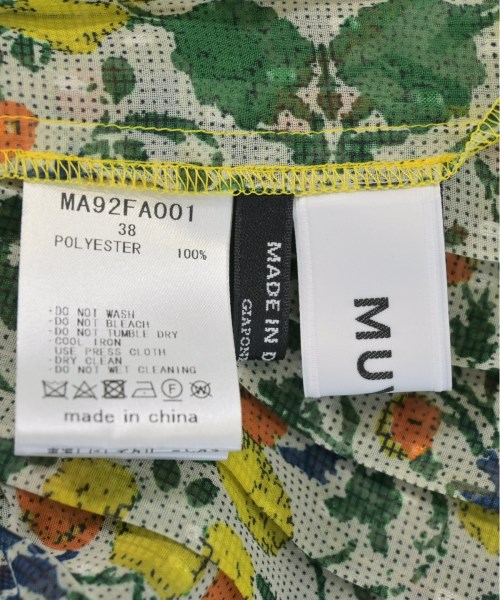 MA92FA001
38
POLYESTER 100%
·DO NOT WASH
·DO NOT BLEACH
·DO NOT TUMBLE DRY
·COOL IRON
USE PRESS CLOTH
·DRY CLEAN
·DO NOT WET CLEANING
made in china
MADE IN
MU